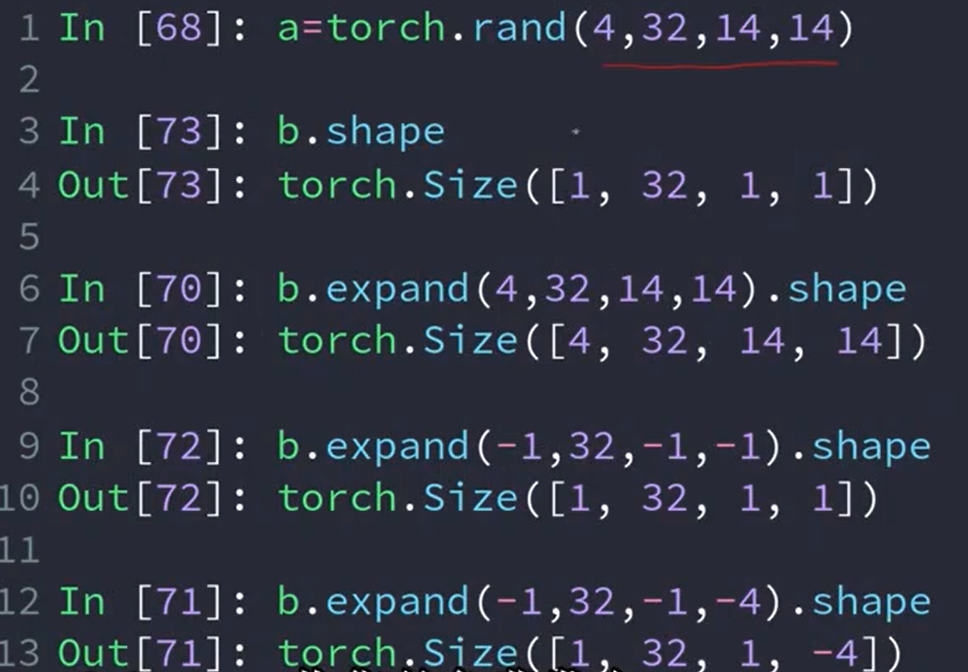 1 In [68]: a=torch.rand(4,32,14,14)
2
3 In [73]: b.shape
4 Out[73]: torch.Size([1, 32, 1, 1])
5
6 In [70]: b.expand(4,32,14,14).shape
7 Out[70]: torch.Size([4, 32, 14, 14])
8
9 In [72]: b.expand(-1,32,-1,-1).shape
10 Out[72]: torch.Size([1, 32, 1, 1])
11
12 In [71]: b.expand(-1,32,-1,-4).shape
13 Out[71]: torch.Size([1, 32, 1, -4])